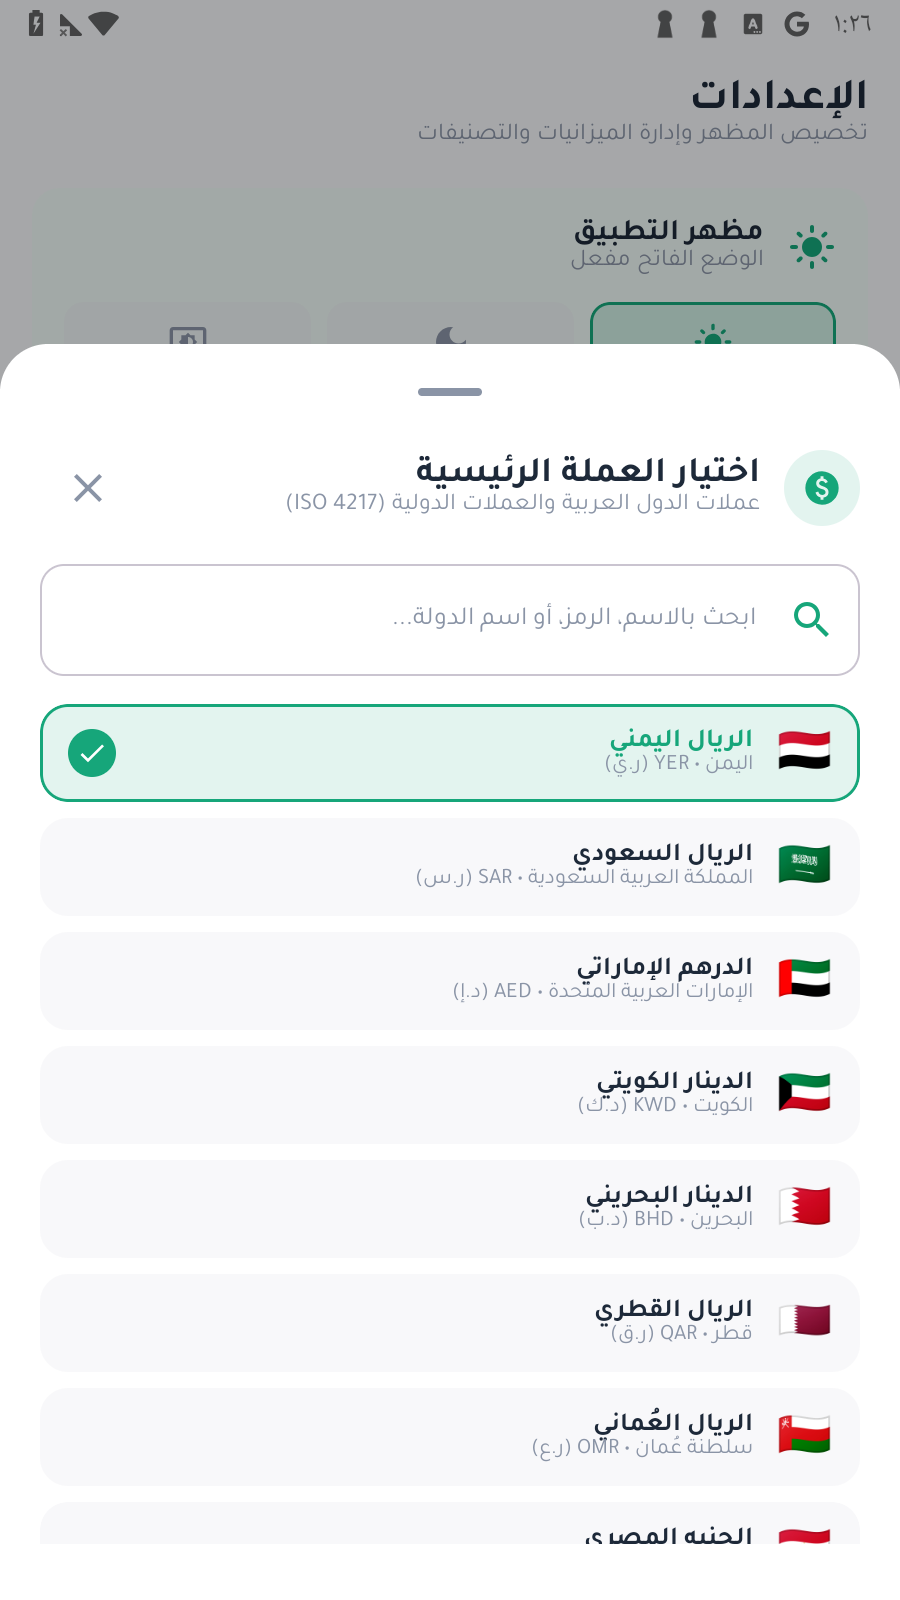 ١:٢٦
الإعدادات
تخصيص المظهر وإدارة الميزانيات والتصنيفات
مظهر التطبيق
الوضع الفاتح مفعل
اختيار العملة الرئيسية
عملات الدول العربية والعملات الدولية (ISO 4217)
ابحث بالاسم، الرمز، أو اسم الدولة...
الريال اليمني
اليمن • YER (ر.ي)
الريال السعودي
المملكة العربية السعودية • SAR (ر.س)
الدرهم الإماراتي
الإمارات العربية المتحدة • AED (د.إ)
الدينار الكويتي
الكويت • KWD (د.ك)
الدينار البحريني
البحرين • BHD (د.ب)
الريال القطري
قطر • QAR (ر.ق)
الريال العُماني
سلطنة عُمان • OMR (ر.ع)
الجنيه المصري